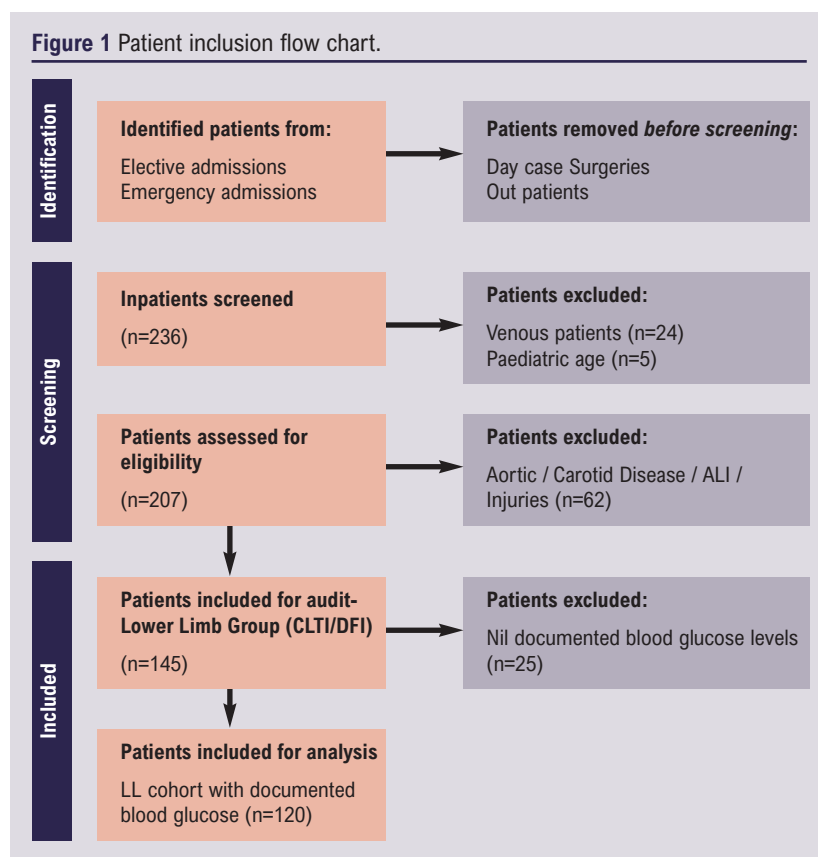 Figure 1 Patient inclusion flow chart.
Identification
Identified patients from:
Elective admissions
Emergency admissions
Patients removed before screening:
Day case Surgeries
Out patients
Screening
Inpatients screened
(n=236)
Patients excluded:
Venous patients (n=24)
Paediatric age (n=5)
Patients assessed for
eligibility
(n=207)
Patients excluded:
Aortic / Carotid Disease / ALI /
Injuries (n=62)
Included
Patients included for audit-
Lower Limb Group (CLTI/DFI)
(n=145)
Patients excluded:
Nil documented blood glucose levels
(n=25)
Patients included for analysis
LL cohort with documented
blood glucose (n=120)